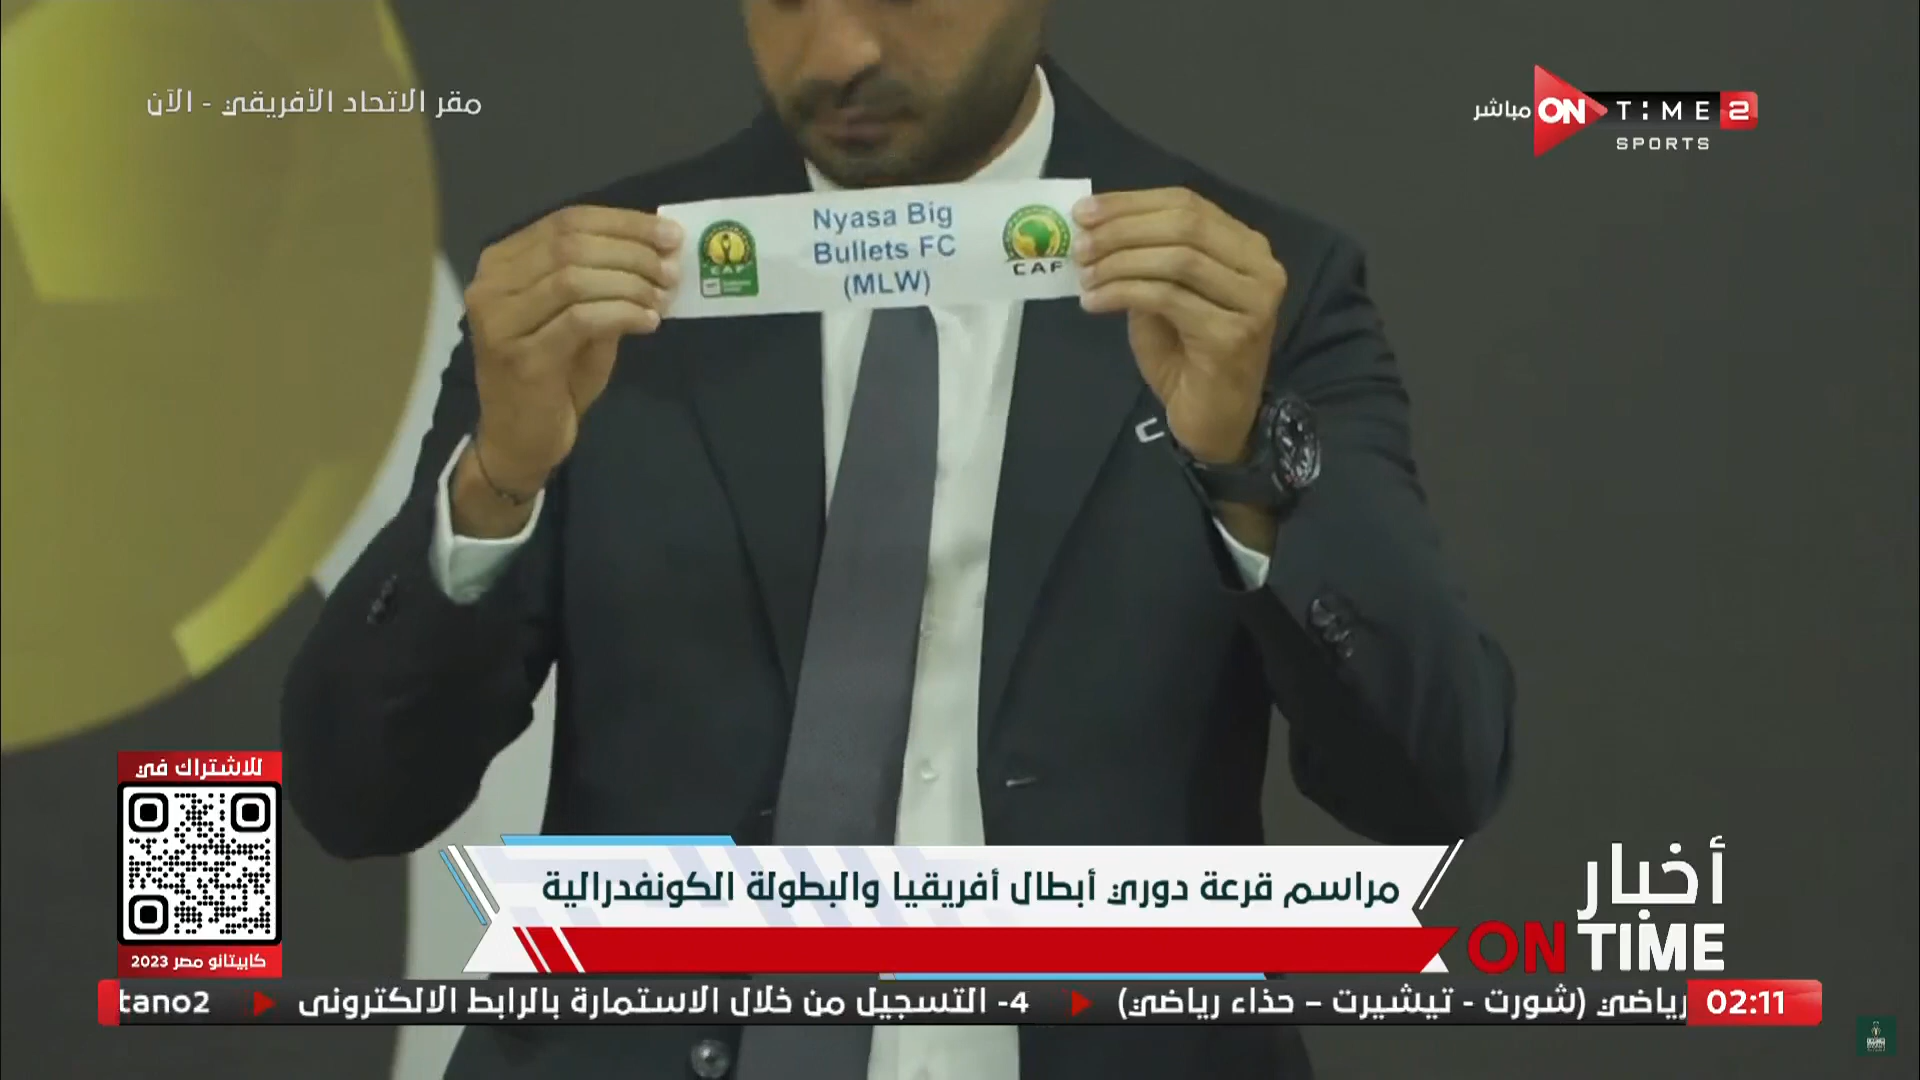 مقر الاتحاد الأفريقي - الآن
مباشر ON TIME 2
SPORTS
Nyasa Big
Bullets FC
(MLW)
CAF
CAF
للاشتراك في
كابيتانو مصر 2023
مراسم قرعة دوري أبطال أفريقيا والبطولة الكونفدرالية
أخبار
ON TIME
02:11 رياضي (شورت - تيشيرت – حذاء رياضي) 4- التسجيل من خلال الاستمارة بالرابط الالكترونى tano2